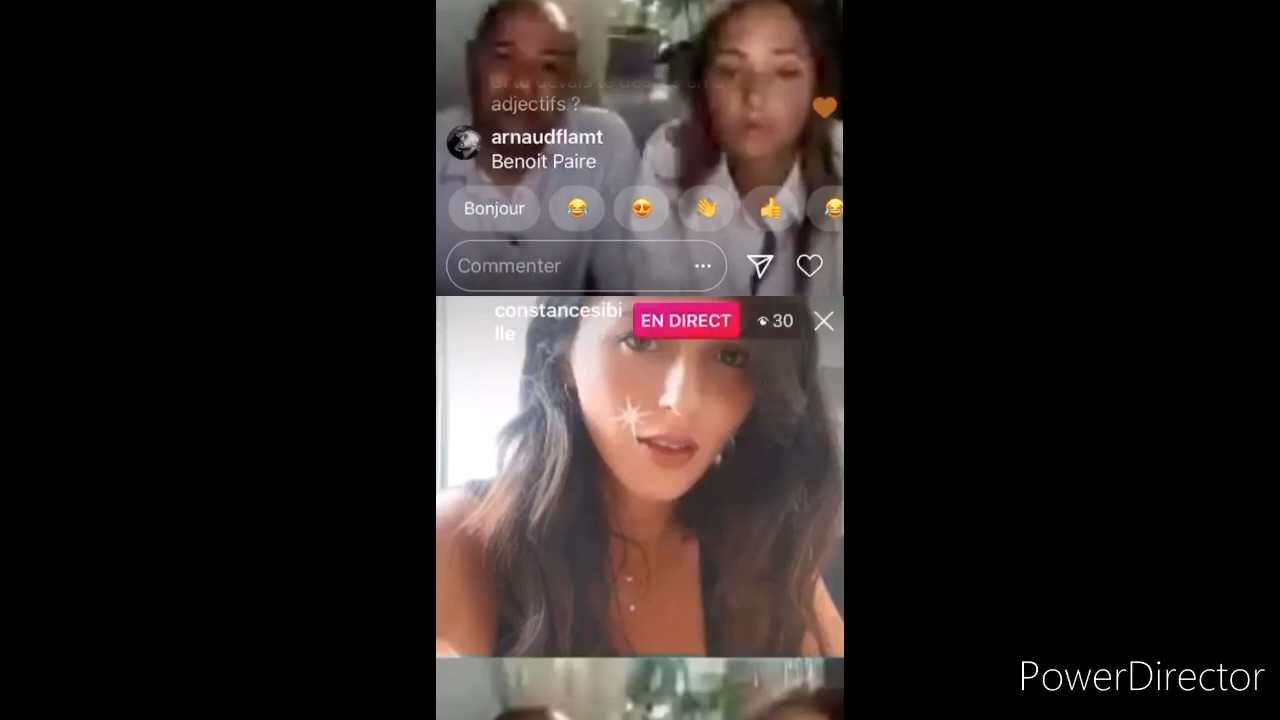 adjectifs ?
arnaudflamt
Benoit Paire
Bonjour
Commenter
constancesibi
lle
EN DIRECT
30
PowerDirector